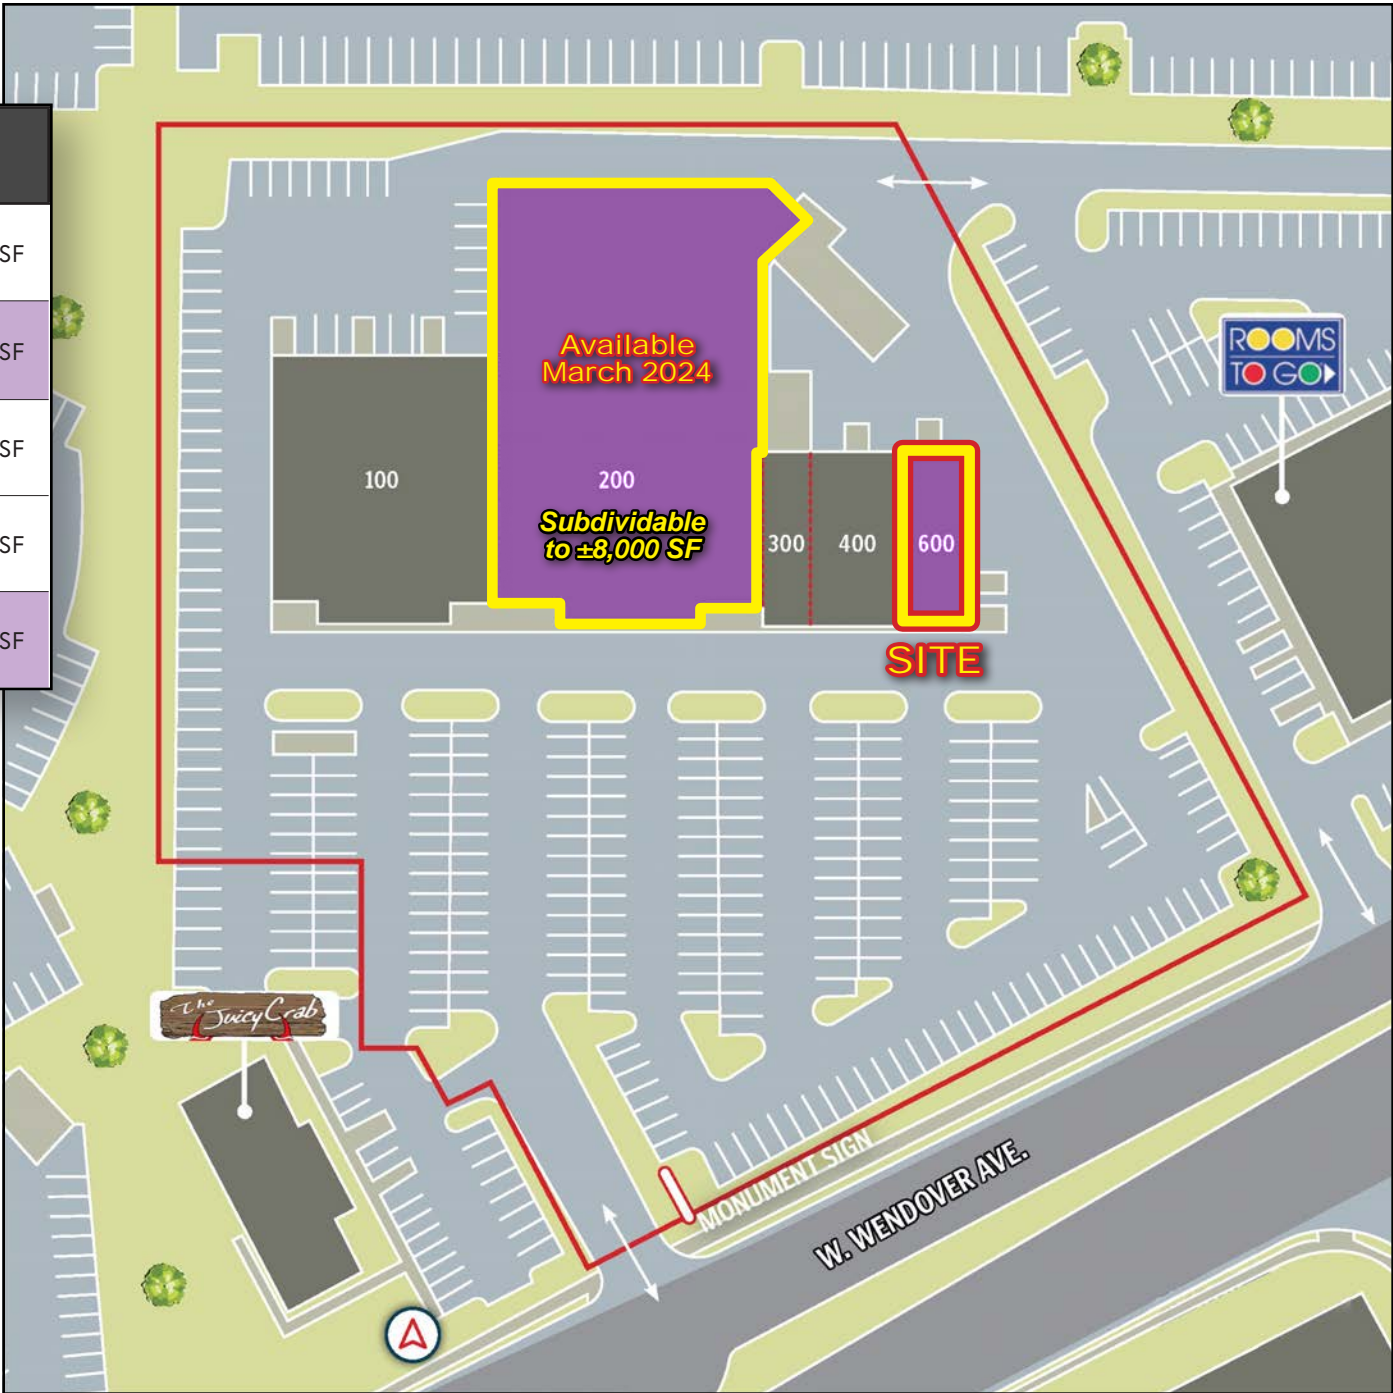 SF
SF
SF
SF
SF
Available
March 2024
100
200
Subdividable
to ±8,000 SF
300
400
600
SITE
ROOMS
TO GO
The
Juicy Crab
MONUMENT SIGN
W. WENDOVER AVE.